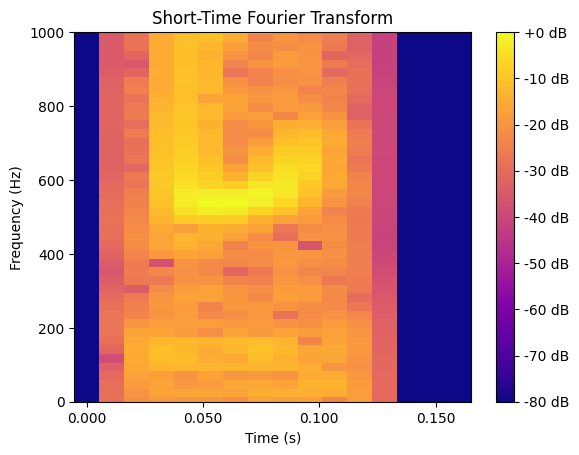 Short-Time Fourier Transform
1000
800
600
400
200
0
Frequency (Hz)
0.000
0.050
0.100
0.150
Time (s)
+0 dB
-10 dB
-20 dB
-30 dB
-40 dB
-50 dB
-60 dB
-70 dB
-80 dB